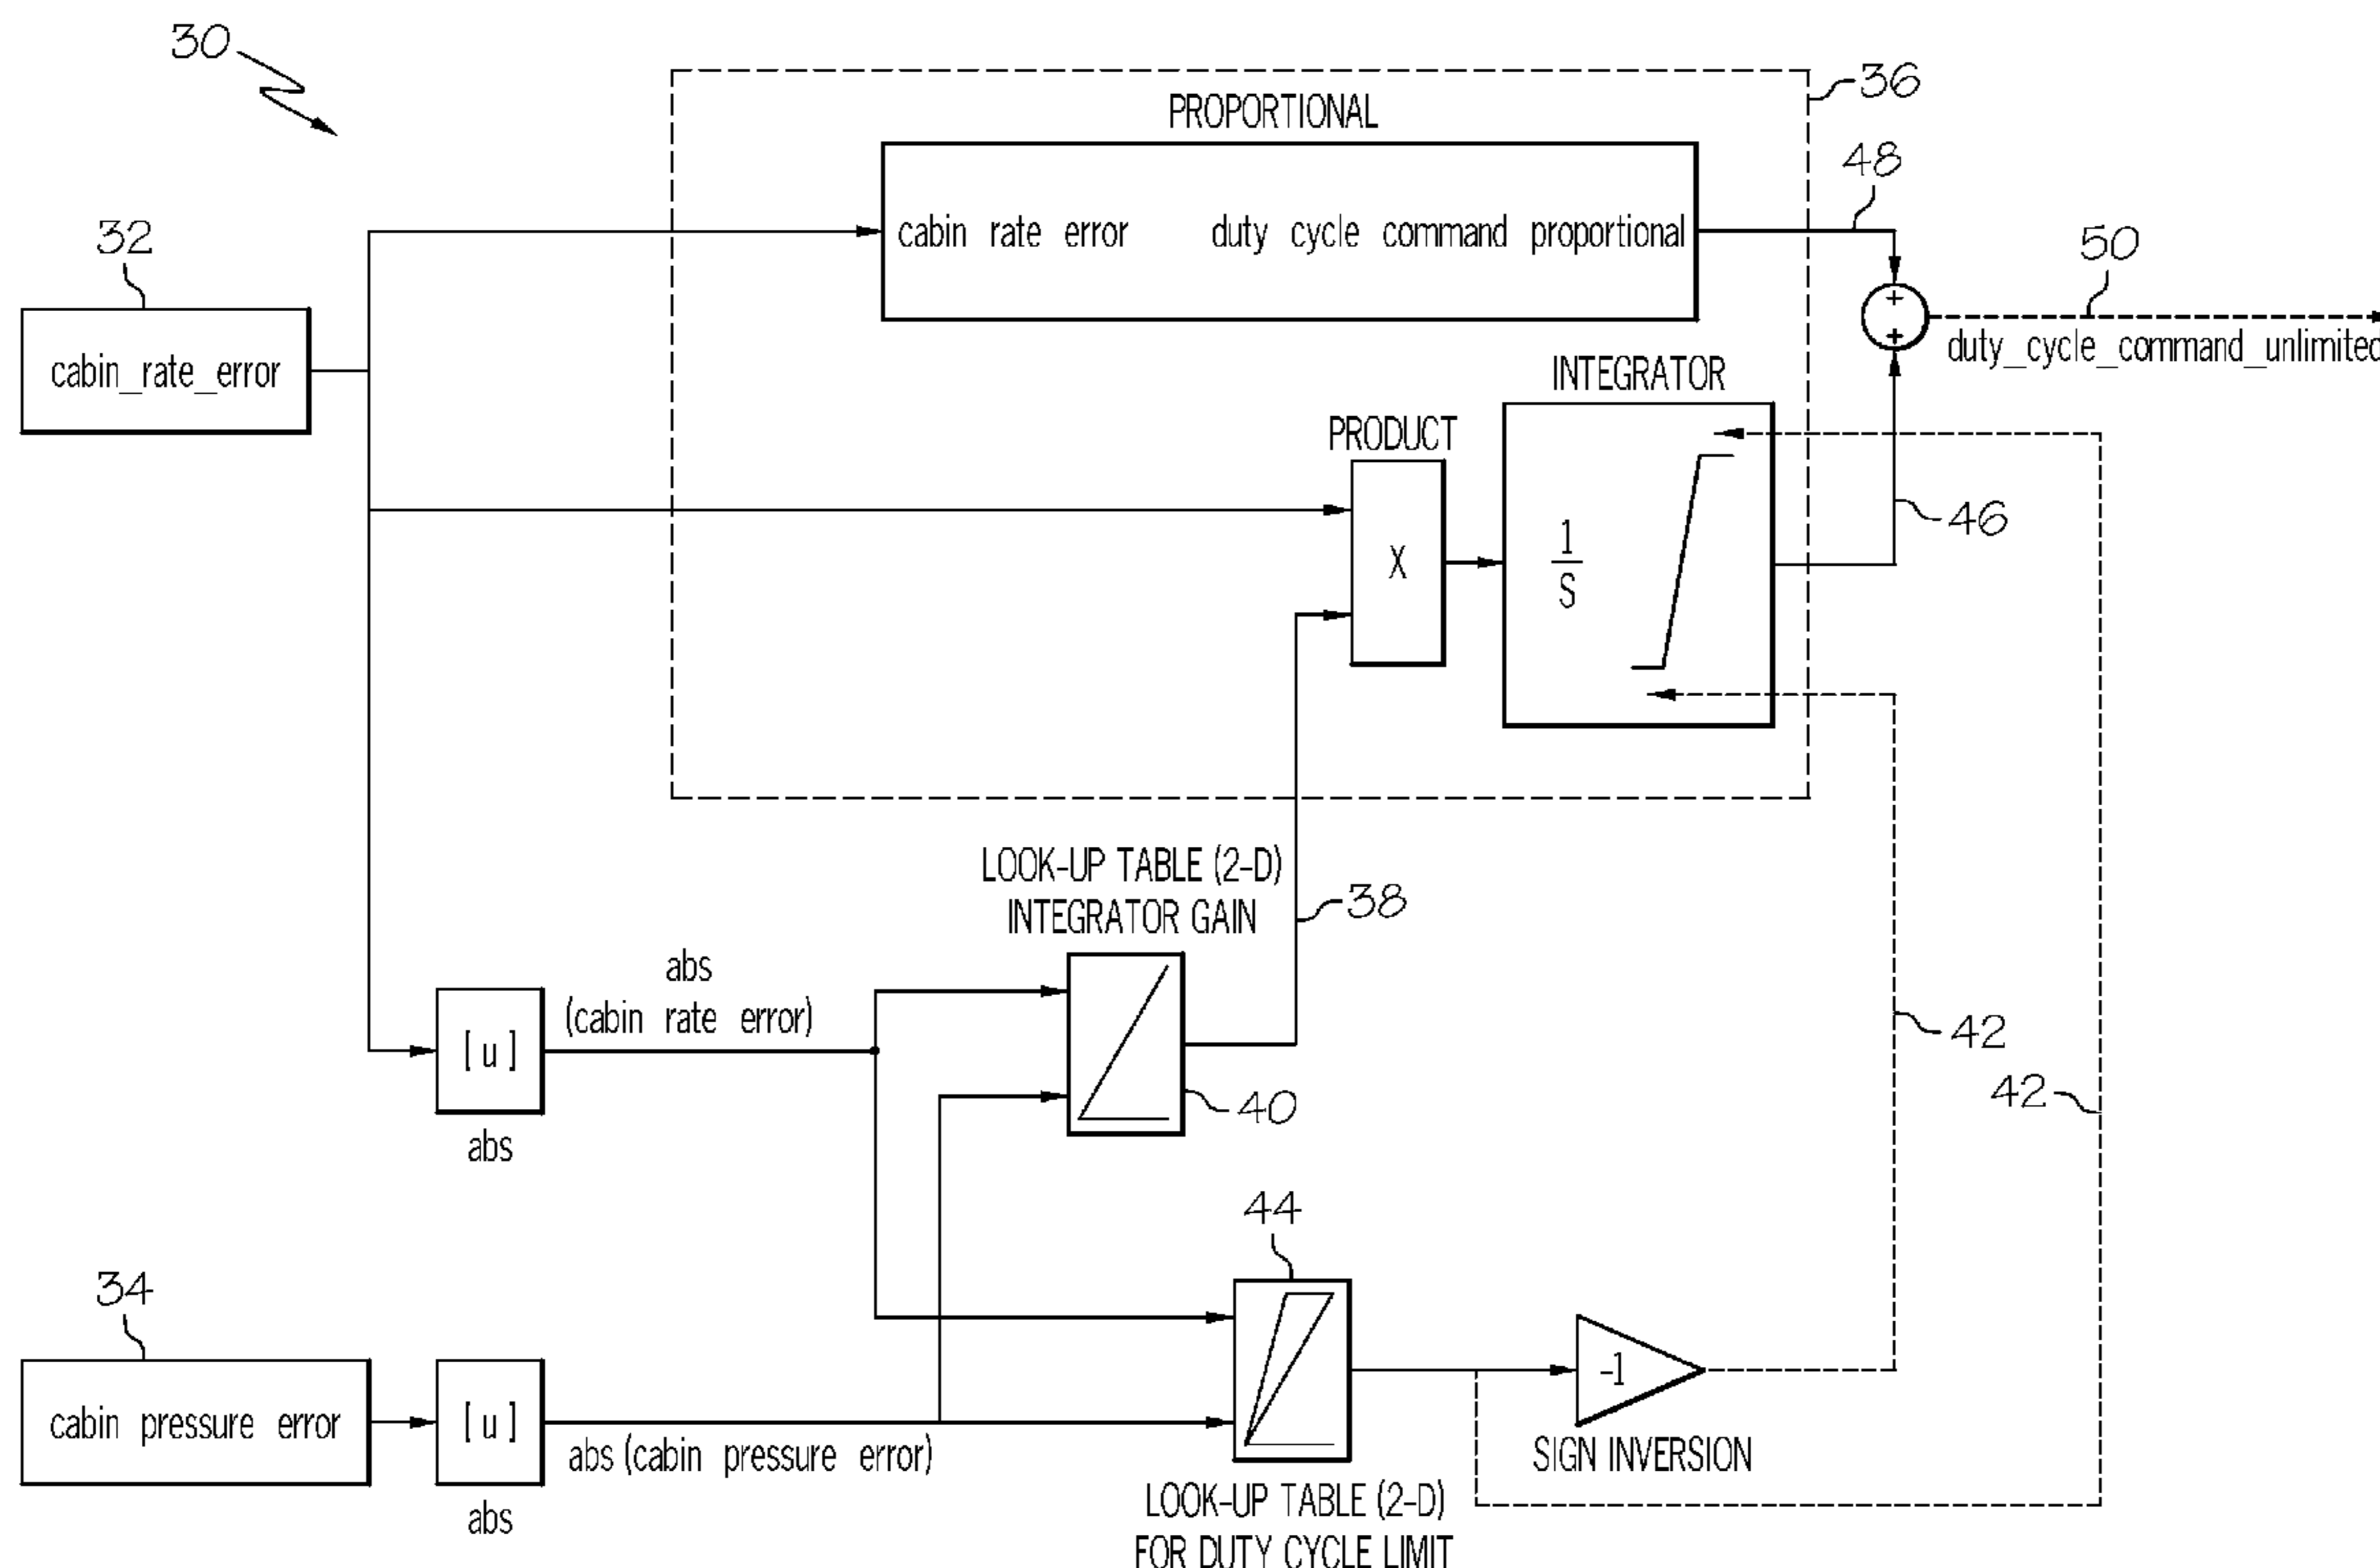 30
36
PROPORTIONAL
48
cabin rate error duty cycle command proportional
32
50
cabin_rate_error
duty_cycle_command_unlimited
+
+
INTEGRATOR
PRODUCT
X
1
S
46
LOOK-UP TABLE (2-D)
INTEGRATOR GAIN
38
abs
(cabin rate error)
[u]
abs
40
42
42
44
34
cabin pressure error
[u]
abs
abs (cabin pressure error)
-1
SIGN INVERSION
LOOK-UP TABLE (2-D)
FOR DUTY CYCLE LIMIT